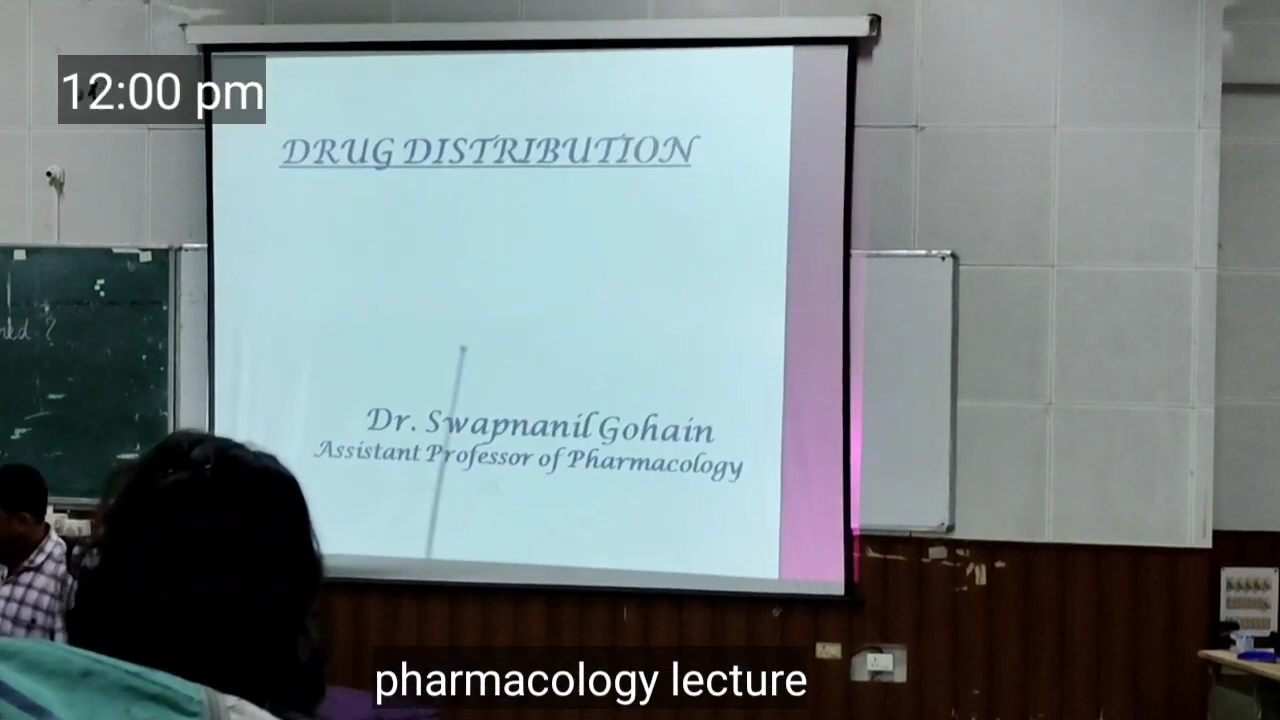 12:00 pm
DRUG DISTRIBUTION
Dr. Swapnanil Gohain
Assistant Professor of Pharmacology
pharmacology lecture